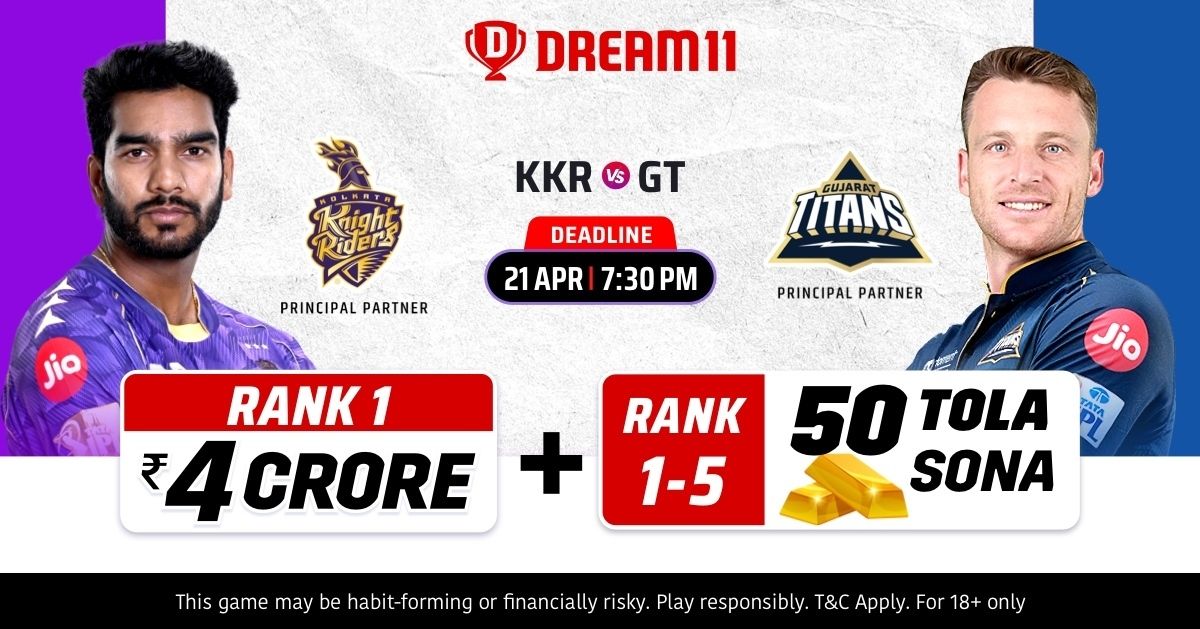 DREAM11
KKR VS GT
DEADLINE
21 APR | 7:30 PM
KOLKATA
Knight
Riders
PRINCIPAL PARTNER
GUJARAT
TITANS
PRINCIPAL PARTNER
Jio
Jio
TATA
IPL
RANK 1
₹4 CRORE
+
RANK
1-5
50 TOLA
SONA
This game may be habit-forming or financially risky. Play responsibly. T&C Apply. For 18+ only